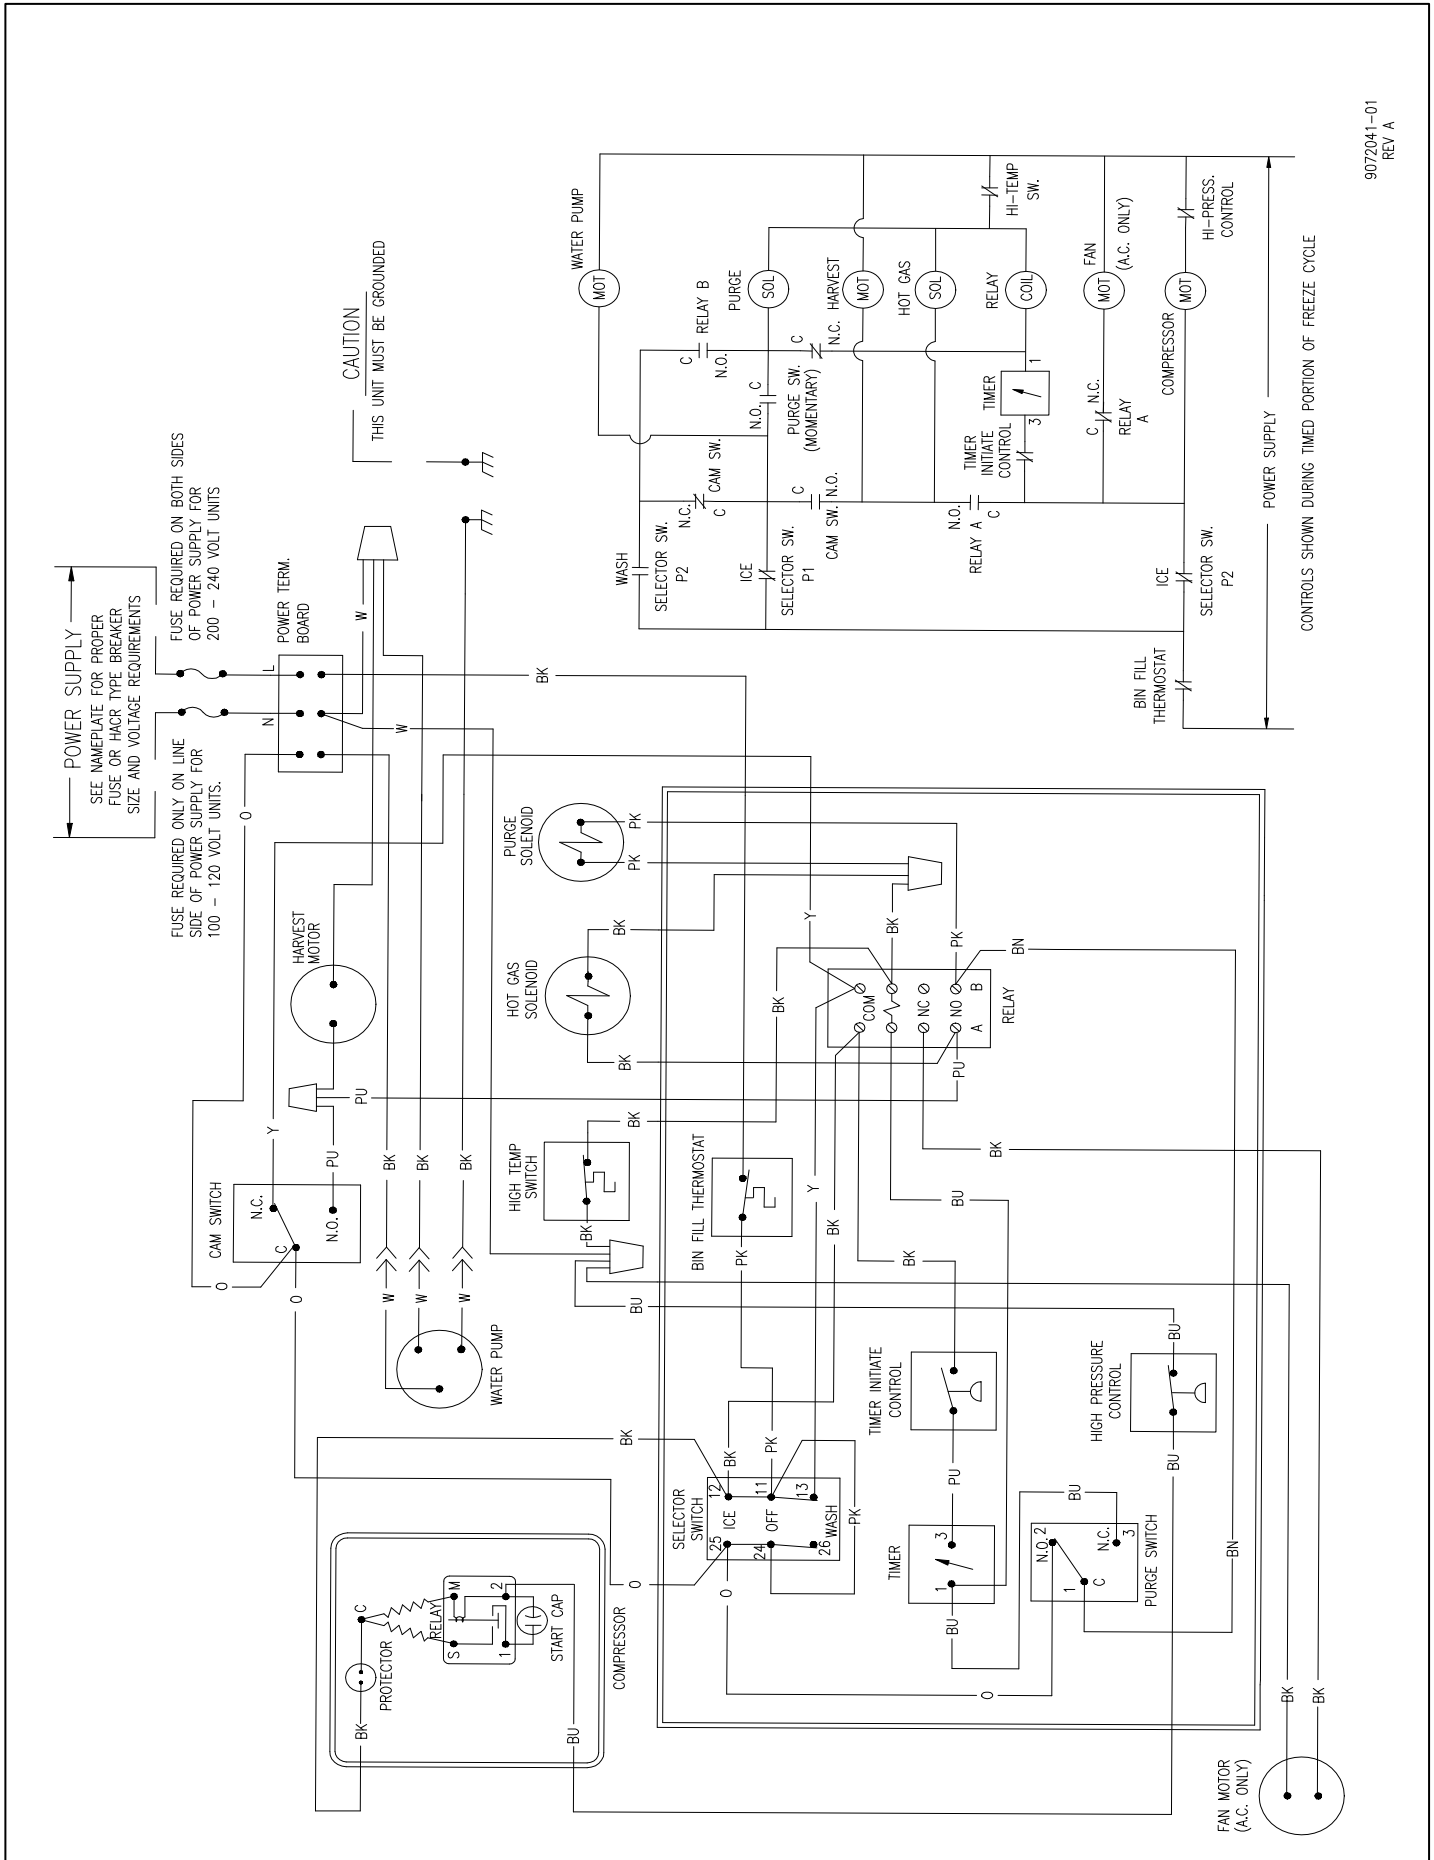 POWER SUPPLY
SEE NAMEPLATE FOR PROPER
FUSE OR HACR TYPE BREAKER
SIZE AND VOLTAGE REQUIREMENTS
FUSE REQUIRED ONLY ON LINE
SIDE OF POWER SUPPLY FOR
100 – 120 VOLT UNITS.
FUSE REQUIRED ON BOTH SIDES
OF POWER SUPPLY FOR
200 – 240 VOLT UNITS
N
L
POWER TERM.
BOARD
CAUTION
THIS UNIT MUST BE GROUNDED
CAM SWITCH
N.C.
C
N.O.
O
O
O
Y
PU
PU
HARVEST
MOTOR
W
W
BK
BK
BK
BK
W
W
W
WATER PUMP
PROTECTOR
C
BK
RELAY
S
M
1
2
START CAP
BU
COMPRESSOR
HIGH TEMP
SWITCH
BK
BK
BU
HOT GAS
SOLENOID
BK
BK
PURGE
SOLENOID
PK
PK
BIN FILL THERMOSTAT
PK
BK
O
SELECTOR
SWITCH
25
12
ICE
24
11
OFF
26
13
WASH
BK
PK
PK
O
Y
BK
BK
Y
BK
PK
BN
COM
NC
NO
A
B
RELAY
PU
BK
BU
BK
TIMER INITIATE
CONTROL
PU
TIMER
1
3
BU
BU
N.O.
2
1
C
N.C.
3
PURGE SWITCH
O
HIGH PRESSURE
CONTROL
BU
BU
BN
FAN MOTOR
(A.C. ONLY)
BK
BK
WATER PUMP
MOT
WASH
SELECTOR SW.
P2
N.C.
C
CAM SW.
C
N.O.
RELAY B
PURGE
SOL
ICE
SELECTOR SW.
P1
N.O.
C
PURGE SW.
(MOMENTARY)
C
N.C.
CAM SW.
C
N.O.
HARVEST
MOT
HOT GAS
SOL
N.O.
C
RELAY A
TIMER
INITIATE
CONTROL
TIMER
3
1
RELAY
COIL
HI-TEMP
SW.
C
N.C.
RELAY
A
FAN
MOT
(A.C. ONLY)
BIN FILL
THERMOSTAT
ICE
SELECTOR SW.
P2
COMPRESSOR
MOT
HI-PRESS.
CONTROL
POWER SUPPLY
CONTROLS SHOWN DURING TIMED PORTION OF FREEZE CYCLE
9072041-01
REV A